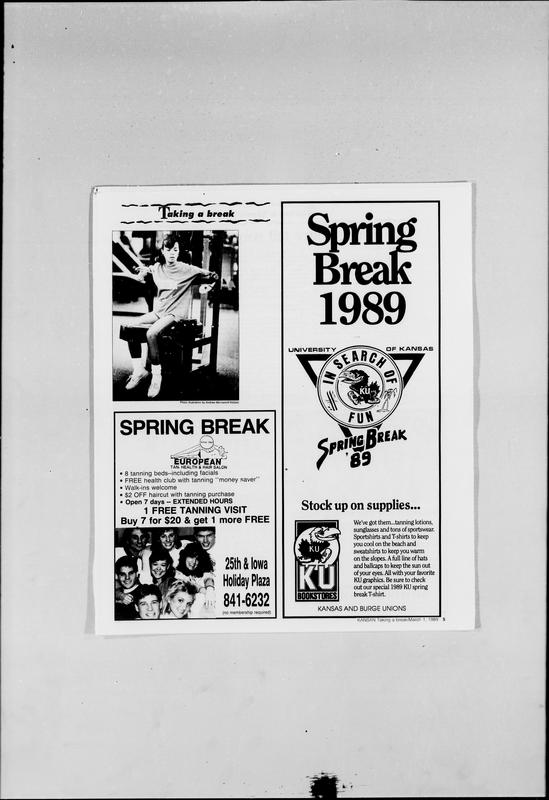 Taking a break
SPRING BREAK
EUROPEAN
TAN HEALTH & HAIR SALON
• 8 tanning beds--including facials
• FREE health club with tanning "money saver"
• Walk-ins welcome
• $2 OFF haircut with tanning purchase
• Open 7 days -- EXTENDED HOURS
1 FREE TANNING VISIT
Buy 7 for $20 & get 1 more FREE
25th & Iowa
Holiday Plaza
841-6232
(no membership required)
Spring
Break
1989
UNIVERSITY OF KANSAS
IN SEARCH OF
KU
FUN
SPRING BREAK
'89
Stock up on supplies...
We've got them...tanning lotions,
sunglasses and tons of sportswear.
Sportshirts and T-shirts to keep
you cool on the beach and
sweatshirts to keep you warm
on the slopes. A full line of hats
and ballcaps to keep the sun out
of your eyes. All with your favorite
KU graphics. Be sure to check
out our special 1989 KU spring
break T-shirt.
KU
KU
BOOKSTORES
KANSAS AND BURGE UNIONS
KANSAN Taking a break/March 1, 1989 5